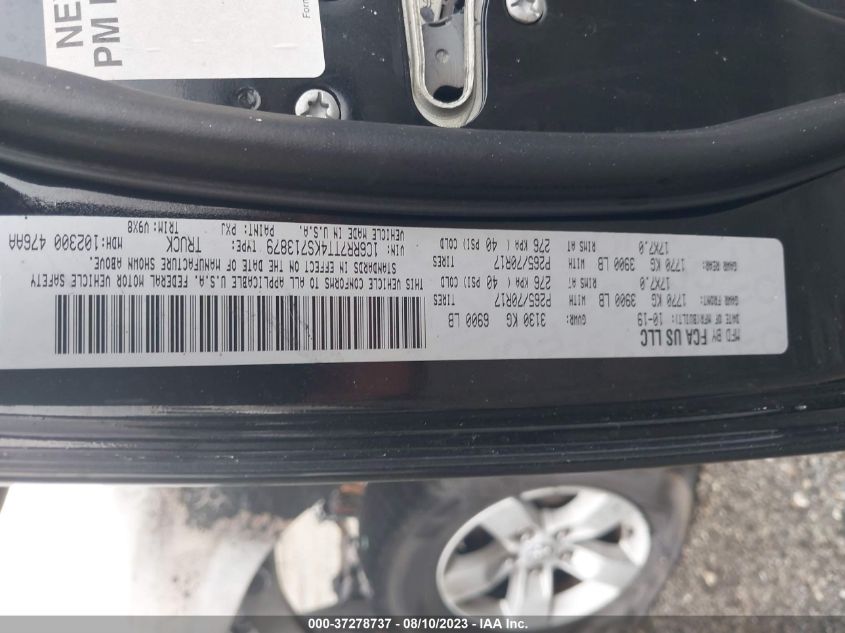 MFD BY FCA US LLC
DATE OF MFR(BUILT): 10-19
GVWR: 3130 KG 6900 LB
GAWR FRONT: 1770 KG 3900 LB WITH P265/70R17 TIRES
17X7.0 RIMS AT 276 KPA ( 40 PSI) COLD
GAWR REAR: 1770 KG 3900 LB WITH P265/70R17 TIRES
17X7.0 RIMS AT 276 KPA ( 40 PSI) COLD
THIS VEHICLE CONFORMS TO ALL APPLICABLE U.S.A. FEDERAL MOTOR VEHICLE SAFETY
STANDARDS IN EFFECT ON THE DATE OF MANUFACTURE SHOWN ABOVE.
VIN: 1C6RR7TT4KS713879 TYPE: TRUCK MDH: 102300 476AA
VEHICLE MADE IN U.S.A. PAINT: PXJ TRIM: V9X8
NE
PM
Form
000-37278737 - 08/10/2023 - IAA